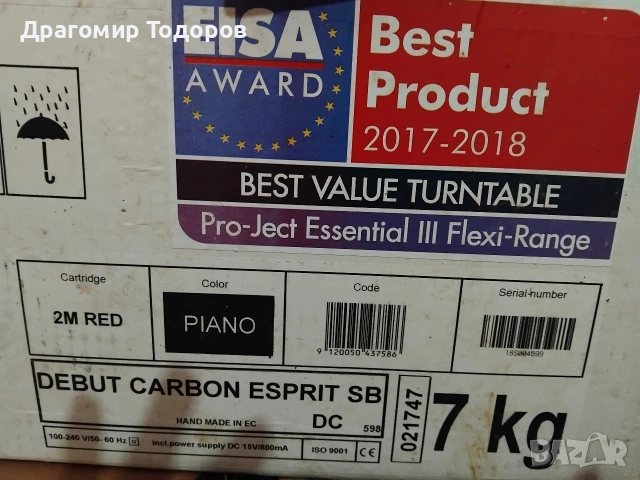 Драгомир Тодоров
EISA
AWARD
Best
Product
2017-2018
BEST VALUE TURNTABLE
Pro-Ject Essential III Flexi-Range
Cartridge
2M RED
Color
PIANO
Code
9 120050 437586
Serial-number
18S004599
DEBUT CARBON ESPRIT SB
HAND MADE IN EC
DC
598
021747
7 kg
100-240 V/50- 60 Hz
incl.power supply DC 15V/800mA
ISO 9001
CE
BAZAR